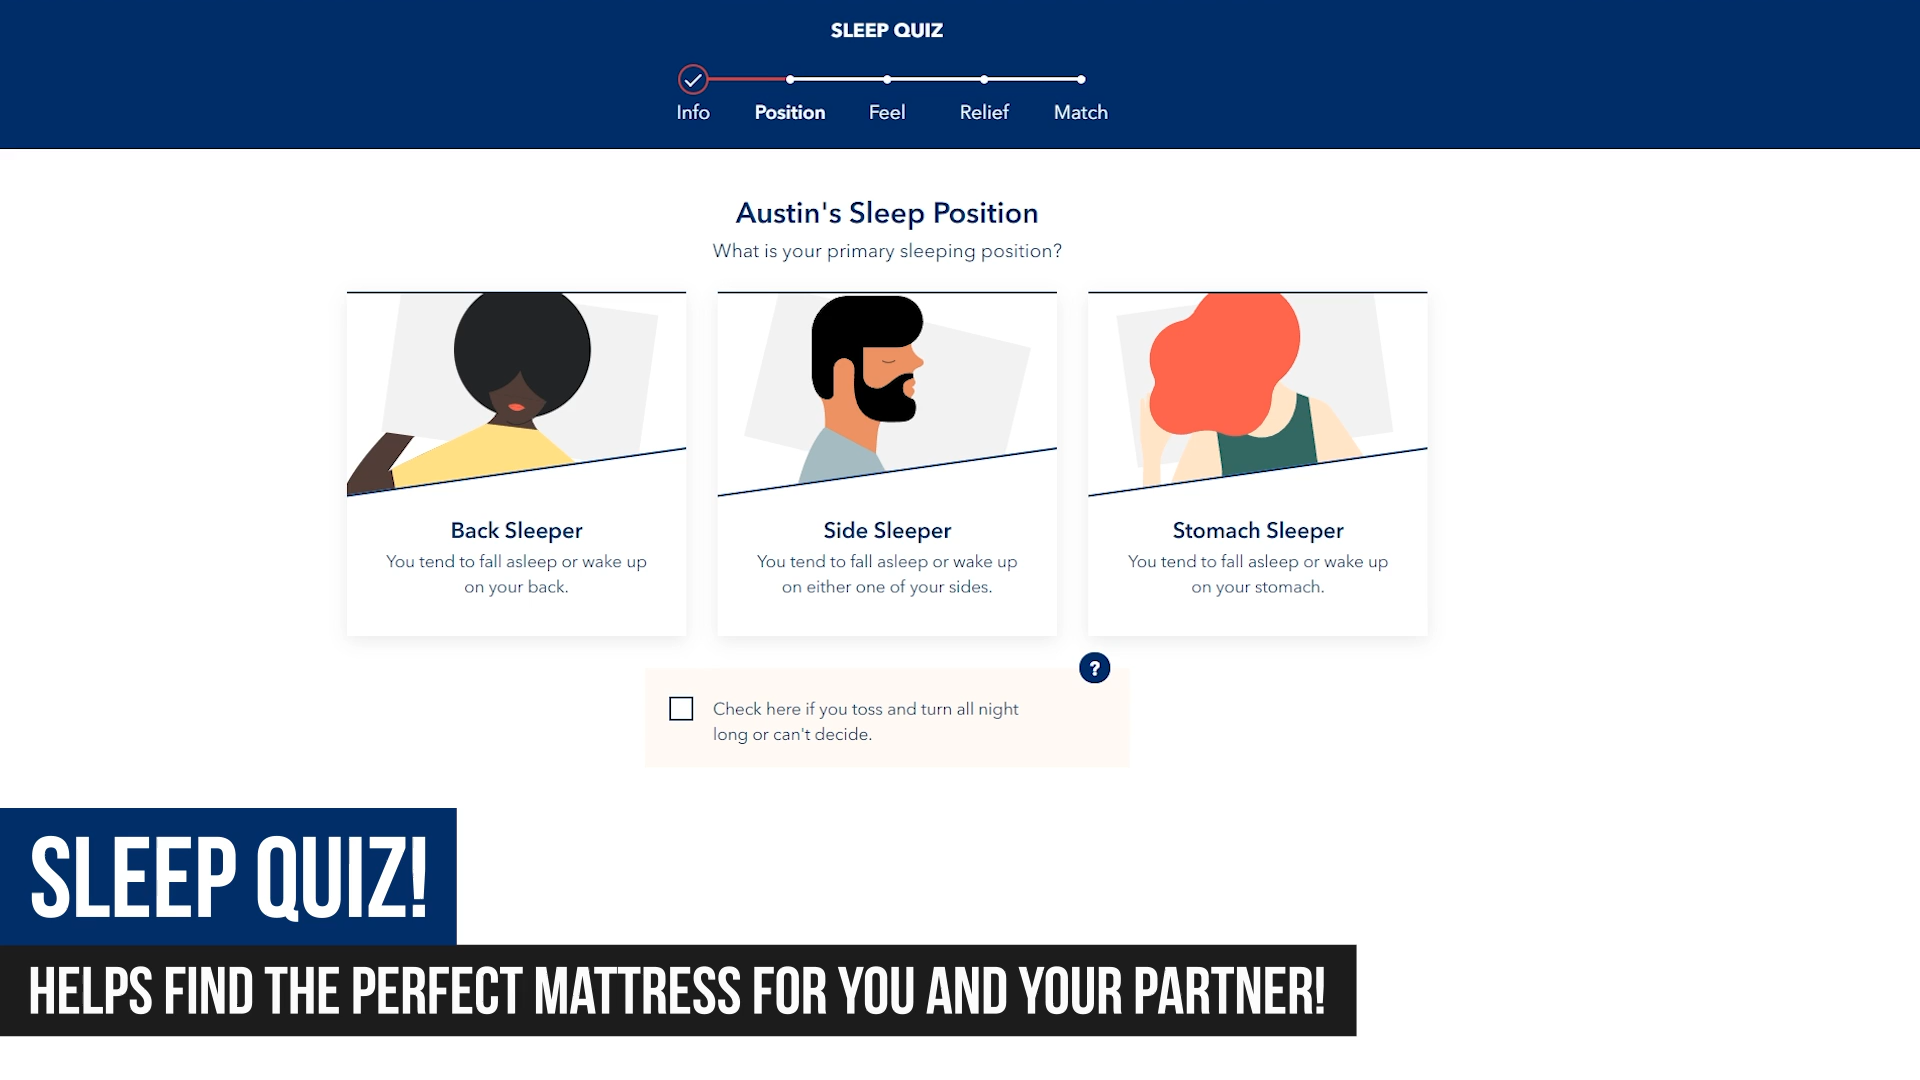 SLEEP QUIZ
Info Position Feel Relief Match
Austin's Sleep Position
What is your primary sleeping position?
Back Sleeper
You tend to fall asleep or wake up
on your back.
Side Sleeper
You tend to fall asleep or wake up
on either one of your sides.
Stomach Sleeper
You tend to fall asleep or wake up
on your stomach.
?
Check here if you toss and turn all night
long or can't decide.
SLEEP QUIZ!
HELPS FIND THE PERFECT MATTRESS FOR YOU AND YOUR PARTNER!